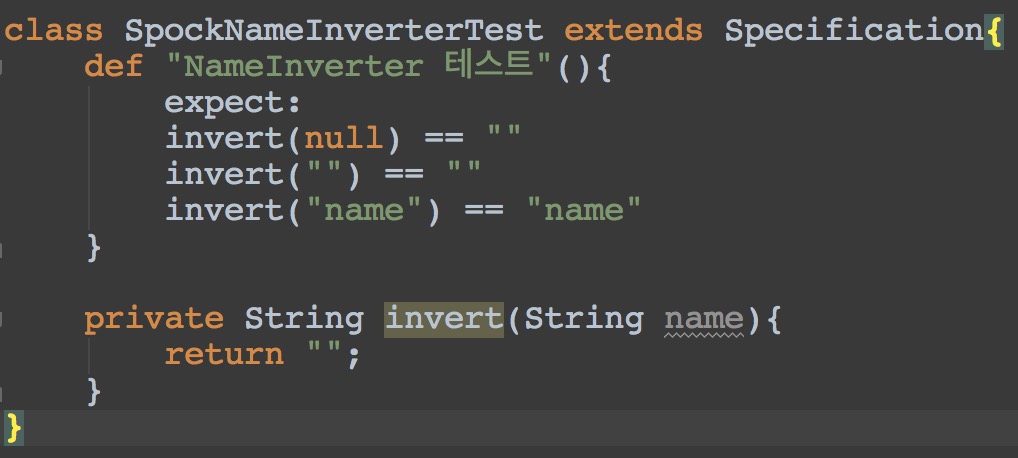 class SpockNameInverterTest extends Specification{
def "NameInverter 테스트"(){
expect:
invert(null) == ""
invert("") == ""
invert("name") == "name"
}
private String invert(String name){
return "";
}
}